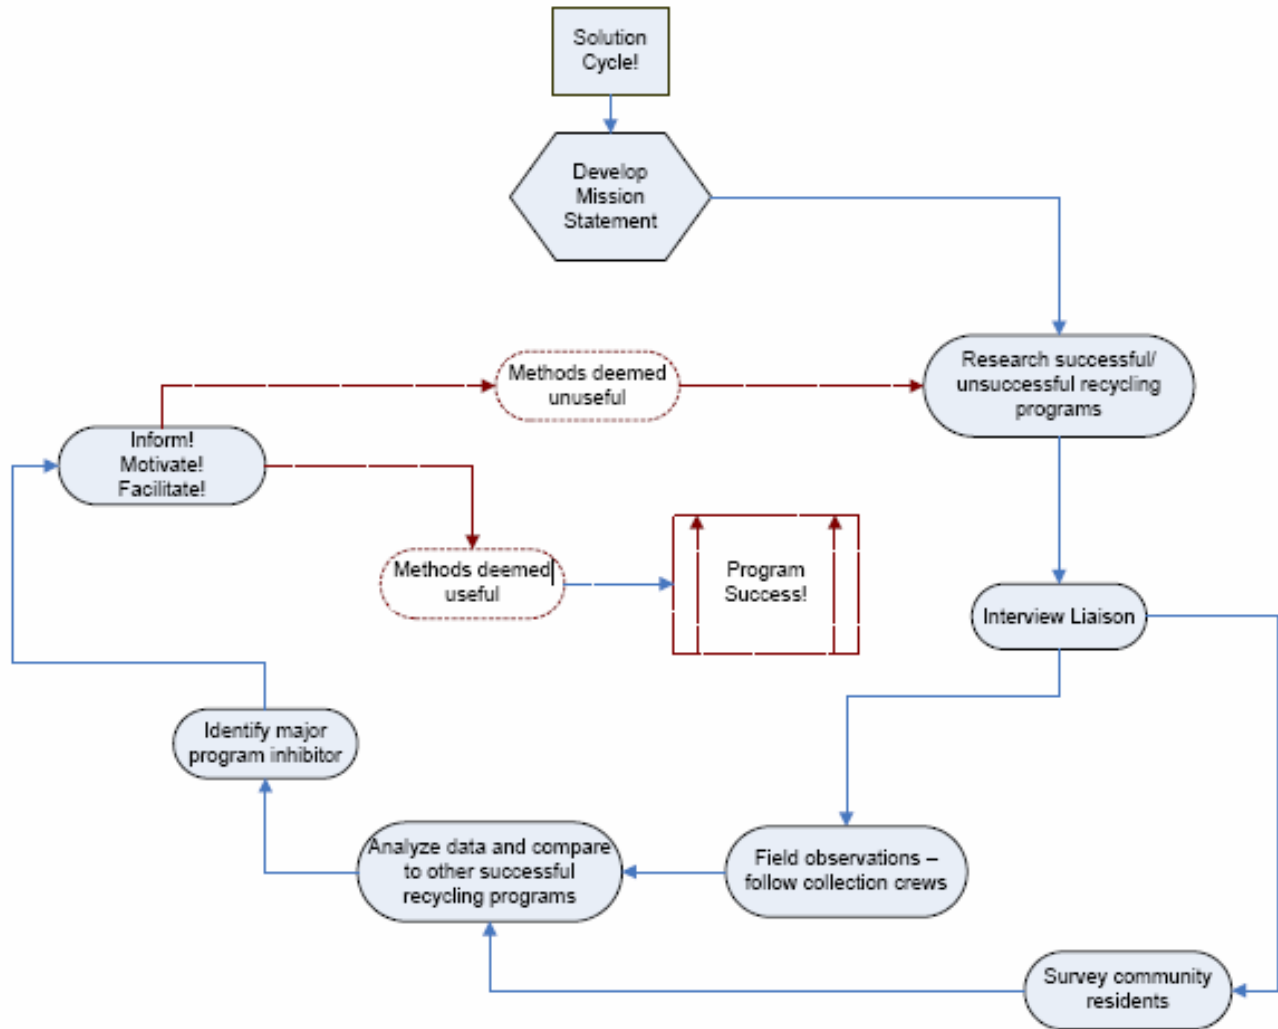 Solution
Cycle!
Develop
Mission
Statement
Research successful/
unsuccessful recycling
programs
Methods deemed
unuseful
Inform!
Motivate!
Facilitate!
Methods deemed
useful
Program
Success!
Interview Liaison
Identify major
program inhibitor
Analyze data and compare
to other successful
recycling programs
Field observations –
follow collection crews
Survey community
residents